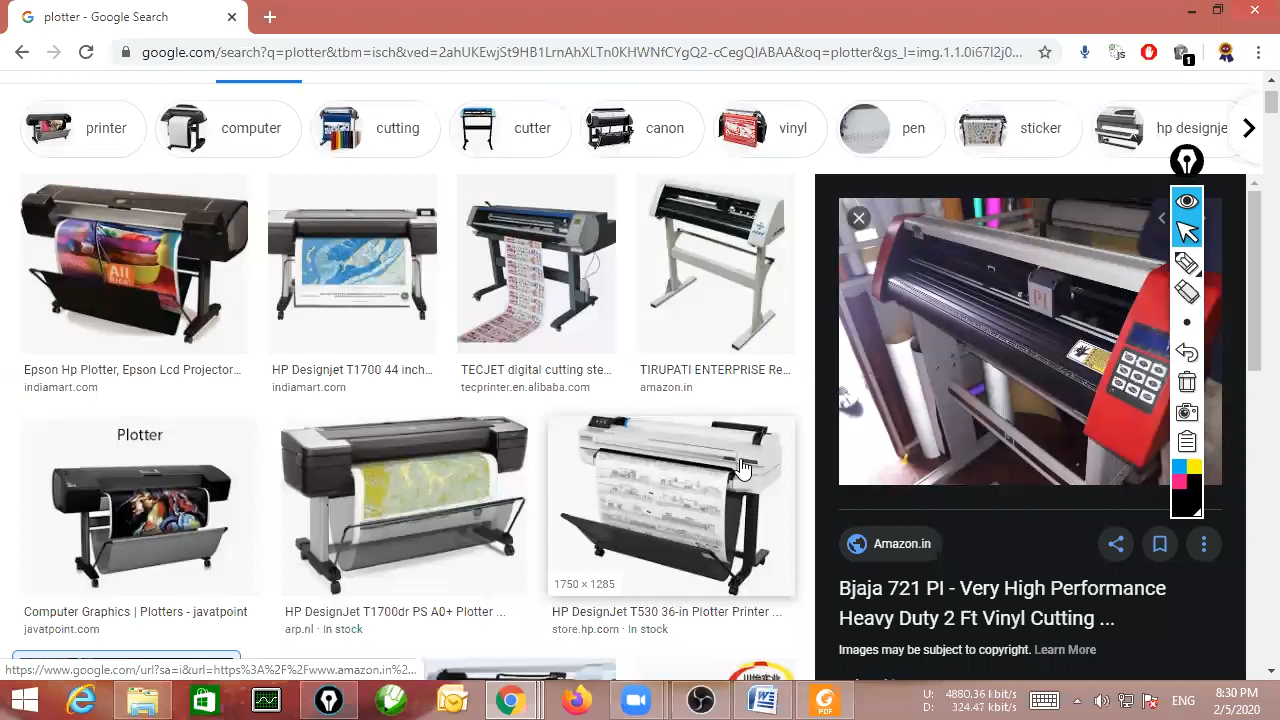 plotter - Google Search
google.com/search?q=plotter&tbm=isch&ved=2ahUKEwjSt9HB1LrnAhXLTn0KHWNfCYgQ2-cCegQIABAA&oq=plotter&gs_l=img.1.1.0i67l2j0...
1
printer
computer
cutting
cutter
canon
vinyl
pen
sticker
hp designje
All
PI
Epson Hp Plotter, Epson Lcd Projector...
indiamart.com
HP Designjet T1700 44 inch...
indiamart.com
TECJET digital cutting ste...
tecprinter.en.alibaba.com
TIRUPATI ENTERPRISE Re...
amazon.in
Plotter
1750 × 1285
Computer Graphics | Plotters - javatpoint
javatpoint.com
HP DesignJet T1700dr PS A0+ Plotter ...
arp.nl · In stock
HP DesignJet T530 36-in Plotter Printer ...
store.hp.com · In stock
Amazon.in
Bjaja 721 PI - Very High Performance
Heavy Duty 2 Ft Vinyl Cutting ...
Images may be subject to copyright. Learn More
https://www.google.com/url?sa=i&url=https%3A%2F%2Fwww.amazon.in%2...
PDF
U: 4880.36 kbit/s
D: 324.47 kbit/s
ENG
8:30 PM
2/5/2020